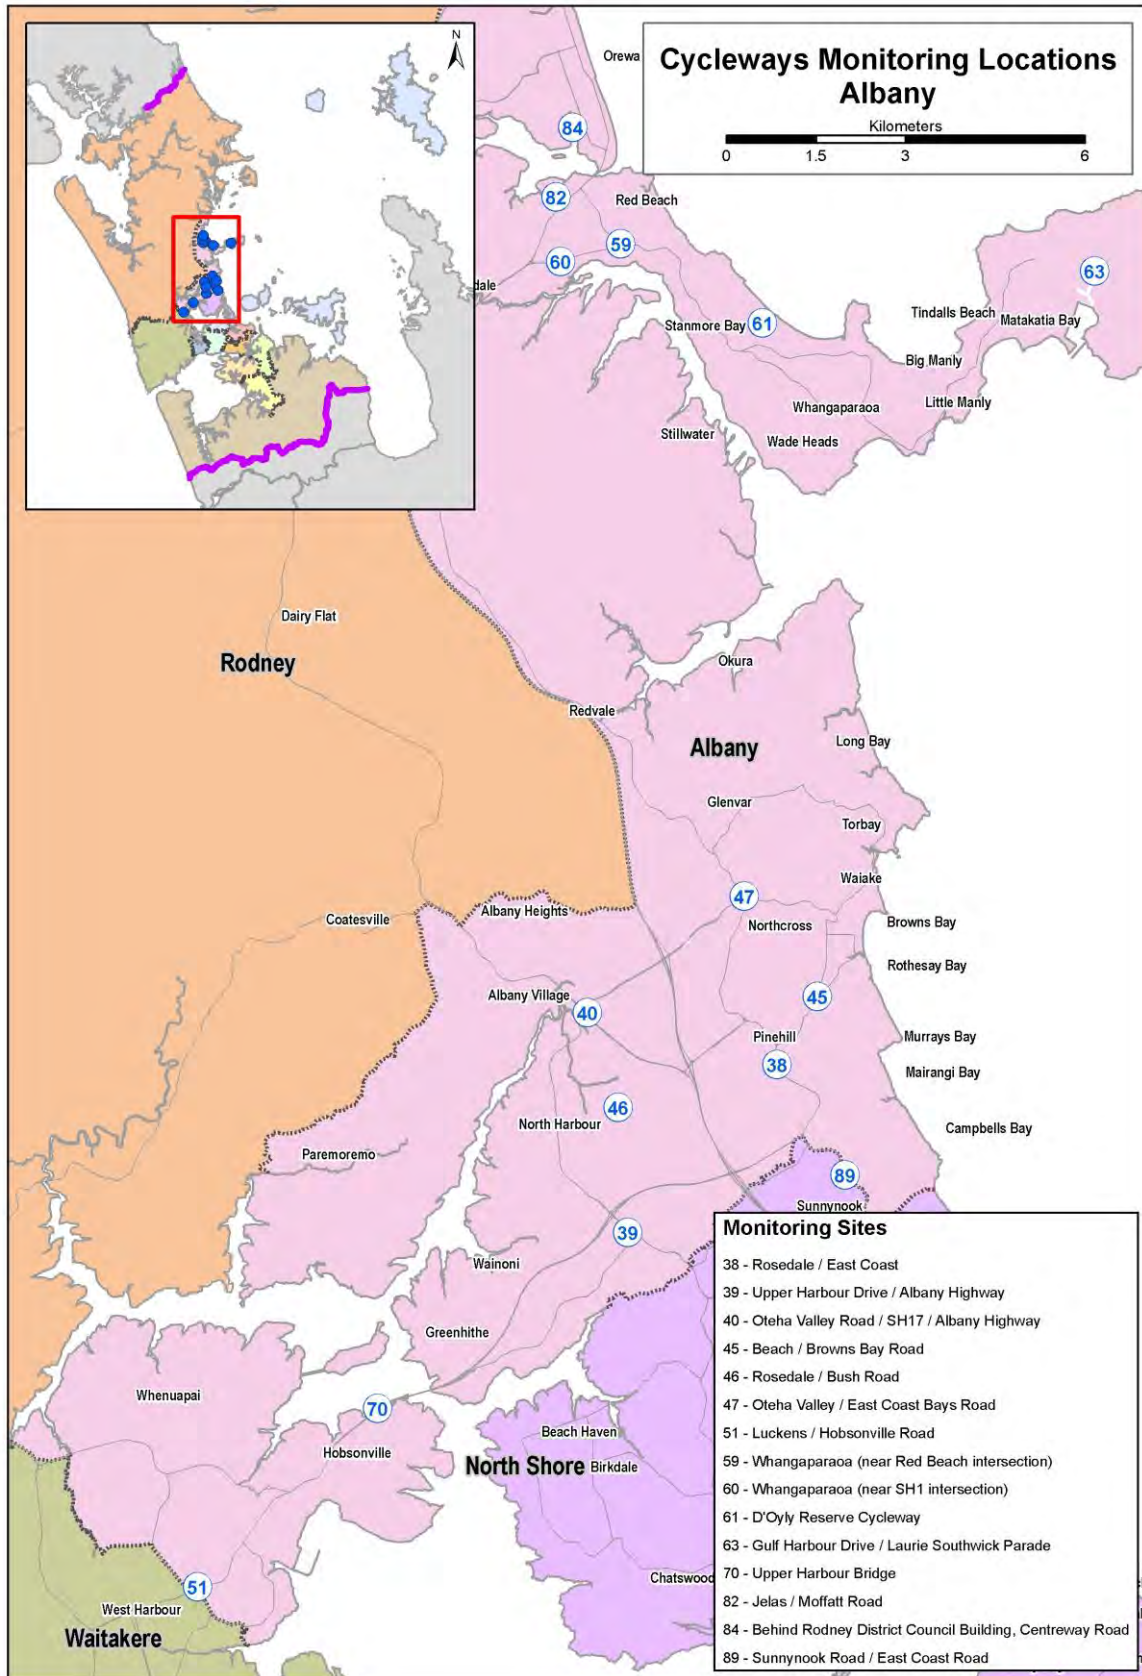 N
Cycleways Monitoring Locations
Albany
Kilometers
0 1.5 3 6
Orewa
84
82
Red Beach
59
60
dale
63
Tindalls Beach
Matakatia Bay
Stanmore Bay
61
Big Manly
Whangaparaoa
Little Manly
Stillwater
Wade Heads
Dairy Flat
Rodney
Okura
Redvale
Albany
Long Bay
Glenvar
Torbay
Waiake
47
Albany Heights
Coatesville
Northcross
Browns Bay
Rothesay Bay
Albany Village
45
40
Pinehill
Murrays Bay
38
Mairangi Bay
46
North Harbour
Campbells Bay
Paremoremo
89
Sunnynook
39
Wainoni
Greenhithe
Whenuapai
70
Hobsonville
Beach Haven
North Shore
Birkdale
Chatswood
51
West Harbour
Waitakere
Monitoring Sites
38 - Rosedale / East Coast
39 - Upper Harbour Drive / Albany Highway
40 - Oteha Valley Road / SH17 / Albany Highway
45 - Beach / Browns Bay Road
46 - Rosedale / Bush Road
47 - Oteha Valley / East Coast Bays Road
51 - Luckens / Hobsonville Road
59 - Whangaparaoa (near Red Beach intersection)
60 - Whangaparaoa (near SH1 intersection)
61 - D'Oyly Reserve Cycleway
63 - Gulf Harbour Drive / Laurie Southwick Parade
70 - Upper Harbour Bridge
82 - Jelas / Moffatt Road
84 - Behind Rodney District Council Building, Centreway Road
89 - Sunnynook Road / East Coast Road